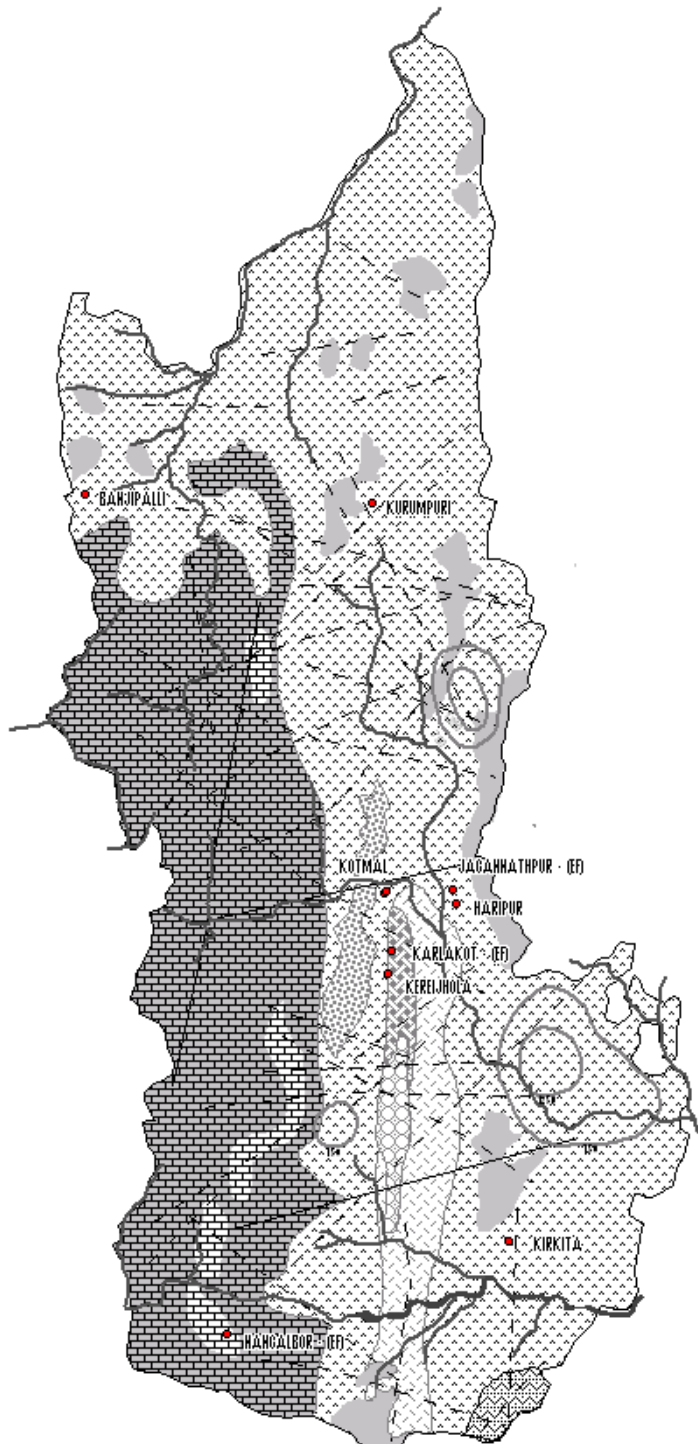 BANJIPALLI
KURUMPURI
KOTMAL
JAGANNATHPUR - (EF)
HARIPUR
KARLAKOT - (EF)
KEREIJHOLA
KIRKITA
NANGALBOR - (EF)